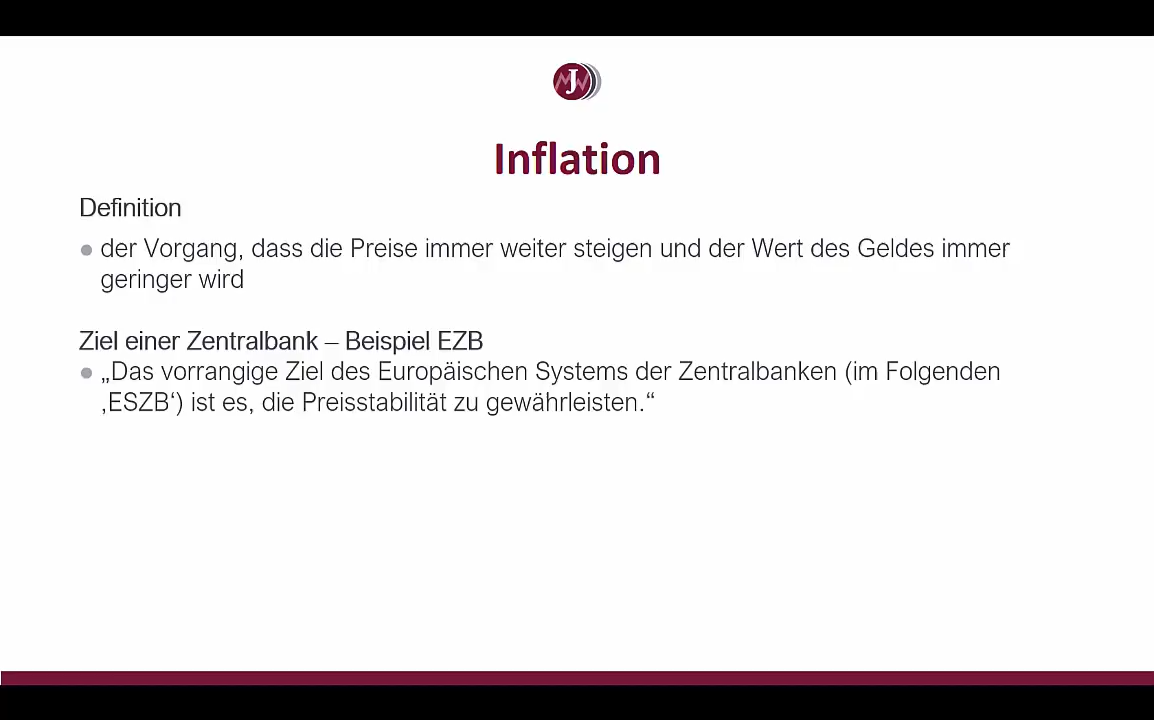 J
Inflation
Definition
der Vorgang, dass die Preise immer weiter steigen und der Wert des Geldes immer
geringer wird
Ziel einer Zentralbank – Beispiel EZB
„Das vorrangige Ziel des Europäischen Systems der Zentralbanken (im Folgenden
‚ESZB‘) ist es, die Preisstabilität zu gewährleisten.“